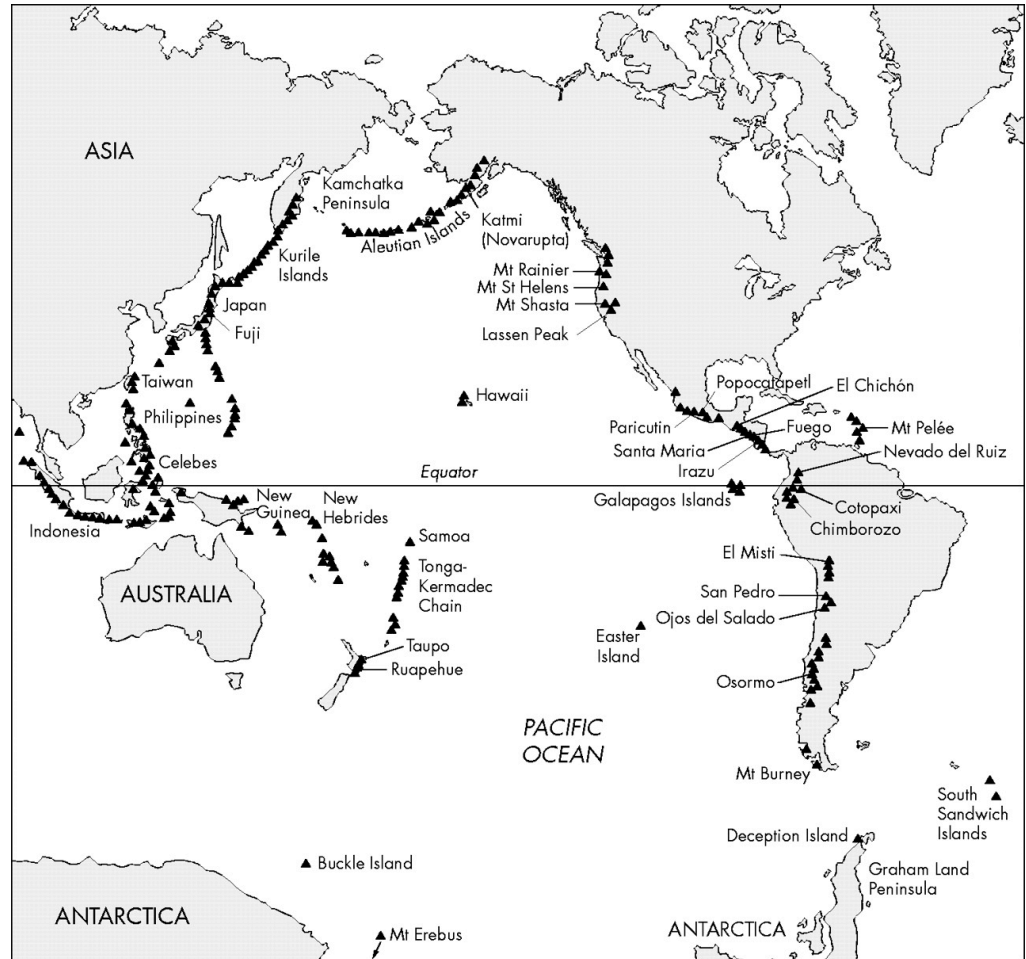 ASIA
Kamchatka
Peninsula
Aleutian Islands
Katmi
(Novarupta)
Kurile
Islands
Mt Rainier
Mt St Helens
Mt Shasta
Lassen Peak
Japan
Fuji
Taiwan
Philippines
Hawaii
Popocatapetl
El Chichón
Paricutin
Fuego
Mt Pelée
Santa Maria
Irazu
Nevado del Ruiz
Celebes
Equator
Galapagos Islands
Cotopaxi
Chimborozo
Indonesia
New
Guinea
New
Hebrides
Samoa
El Misti
Tonga-
Kermadec
Chain
AUSTRALIA
San Pedro
Ojos del Salado
Easter
Island
Taupo
Ruapehue
Osormo
PACIFIC
OCEAN
Mt Burney
South
Sandwich
Islands
Deception Island
Buckle Island
Graham Land
Peninsula
ANTARCTICA
Mt Erebus
ANTARCTICA